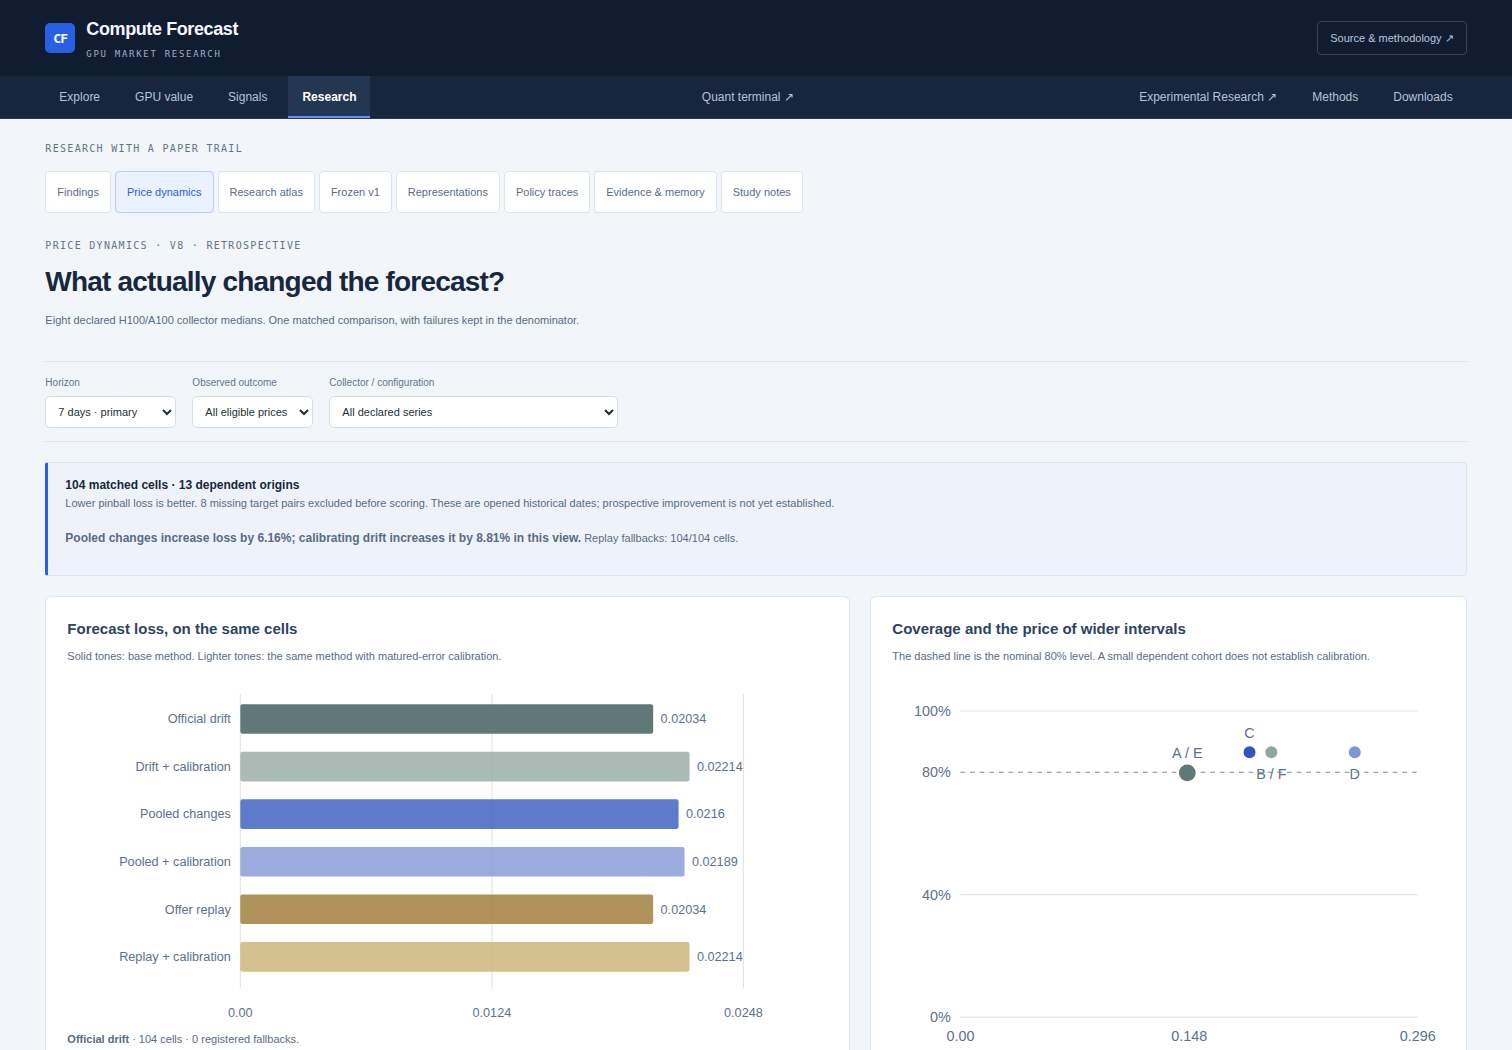 CF
Compute Forecast
GPU MARKET RESEARCH
Source & methodology ↗
Explore
GPU value
Signals
Research
Quant terminal ↗
Experimental Research ↗
Methods
Downloads
RESEARCH WITH A PAPER TRAIL
Findings
Price dynamics
Research atlas
Frozen v1
Representations
Policy traces
Evidence & memory
Study notes
PRICE DYNAMICS · V8 · RETROSPECTIVE
What actually changed the forecast?
Eight declared H100/A100 collector medians. One matched comparison, with failures kept in the denominator.
Horizon
Observed outcome
Collector / configuration
7 days · primary
All eligible prices
All declared series
104 matched cells · 13 dependent origins
Lower pinball loss is better. 8 missing target pairs excluded before scoring. These are opened historical dates; prospective improvement is not yet established.
Pooled changes increase loss by 6.16%; calibrating drift increases it by 8.81% in this view. Replay fallbacks: 104/104 cells.
Forecast loss, on the same cells
Solid tones: base method. Lighter tones: the same method with matured-error calibration.
Official drift
0.02034
Drift + calibration
0.02214
Pooled changes
0.0216
Pooled + calibration
0.02189
Offer replay
0.02034
Replay + calibration
0.02214
0.00
0.0124
0.0248
Official drift · 104 cells · 0 registered fallbacks.
Coverage and the price of wider intervals
The dashed line is the nominal 80% level. A small dependent cohort does not establish calibration.
100%
C
A / E
80%
B / F
D
40%
0%
0.00
0.148
0.296